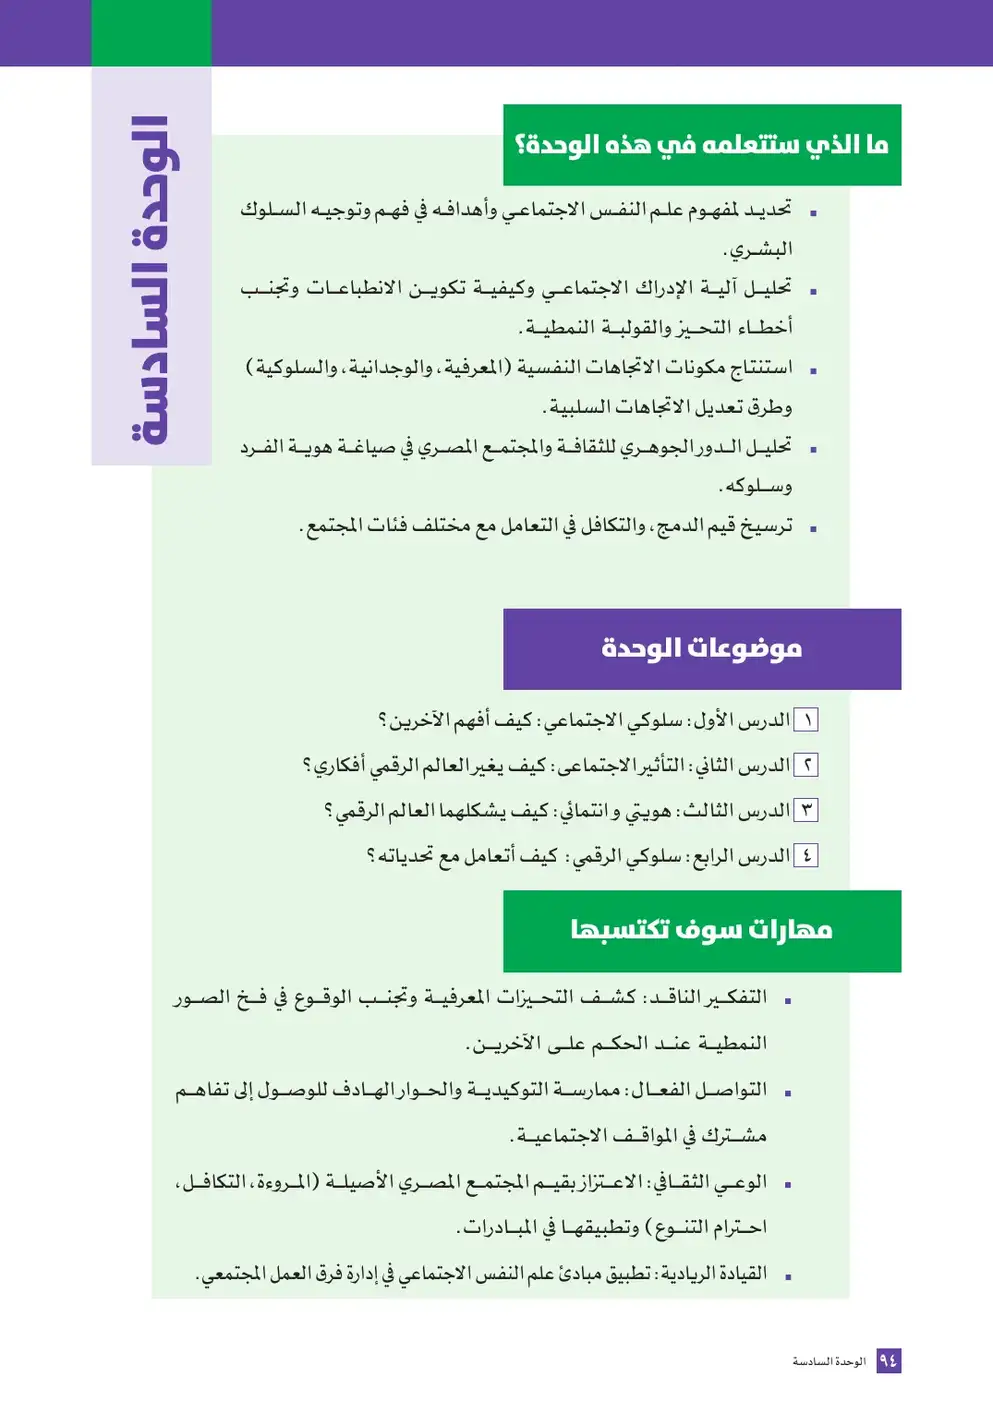 الوحدة السادسة
ما الذي ستتعلمه في هذه الوحدة؟
▪ تحديد لمفهوم علم النفس الاجتماعي وأهدافه في فهم وتوجيه السلوك
البشري.
▪ تحليل آلية الإدراك الاجتماعي وكيفية تكوين الانطباعات وتجنب
أخطاء التحيز والقولبة النمطية.
▪ استنتاج مكونات الاتجاهات النفسية (المعرفية، والوجدانية، والسلوكية)
وطرق تعديل الاتجاهات السلبية.
▪ تحليل الدور الجوهري للثقافة والمجتمع المصري في صياغة هوية الفرد
وسلوكه.
▪ ترسيخ قيم الدمج، والتكافل في التعامل مع مختلف فئات المجتمع.
موضوعات الوحدة
١ الدرس الأول: سلوكي الاجتماعي: كيف أفهم الآخرين؟
٢ الدرس الثاني: التأثير الاجتماعى: كيف يغير العالم الرقمي أفكاري؟
٣ الدرس الثالث: هويتي وانتمائي: كيف يشكلهما العالم الرقمي؟
٤ الدرس الرابع: سلوكي الرقمي: كيف أتعامل مع تحدياته؟
مهارات سوف تكتسبها
▪ التفكير الناقد: كشف التحيزات المعرفية وتجنب الوقوع في فخ الصور
النمطية عند الحكم على الآخرين.
▪ التواصل الفعال: ممارسة التوكيدية والحوار الهادف للوصول إلى تفاهم
مشترك في المواقف الاجتماعية.
▪ الوعي الثقافي: الاعتزاز بقيم المجتمع المصري الأصيلة (المروءة، التكافل،
احترام التنوع) وتطبيقها في المبادرات.
▪ القيادة الريادية: تطبيق مبادئ علم النفس الاجتماعي في إدارة فرق العمل المجتمعي.
٩٤ الوحدة السادسة